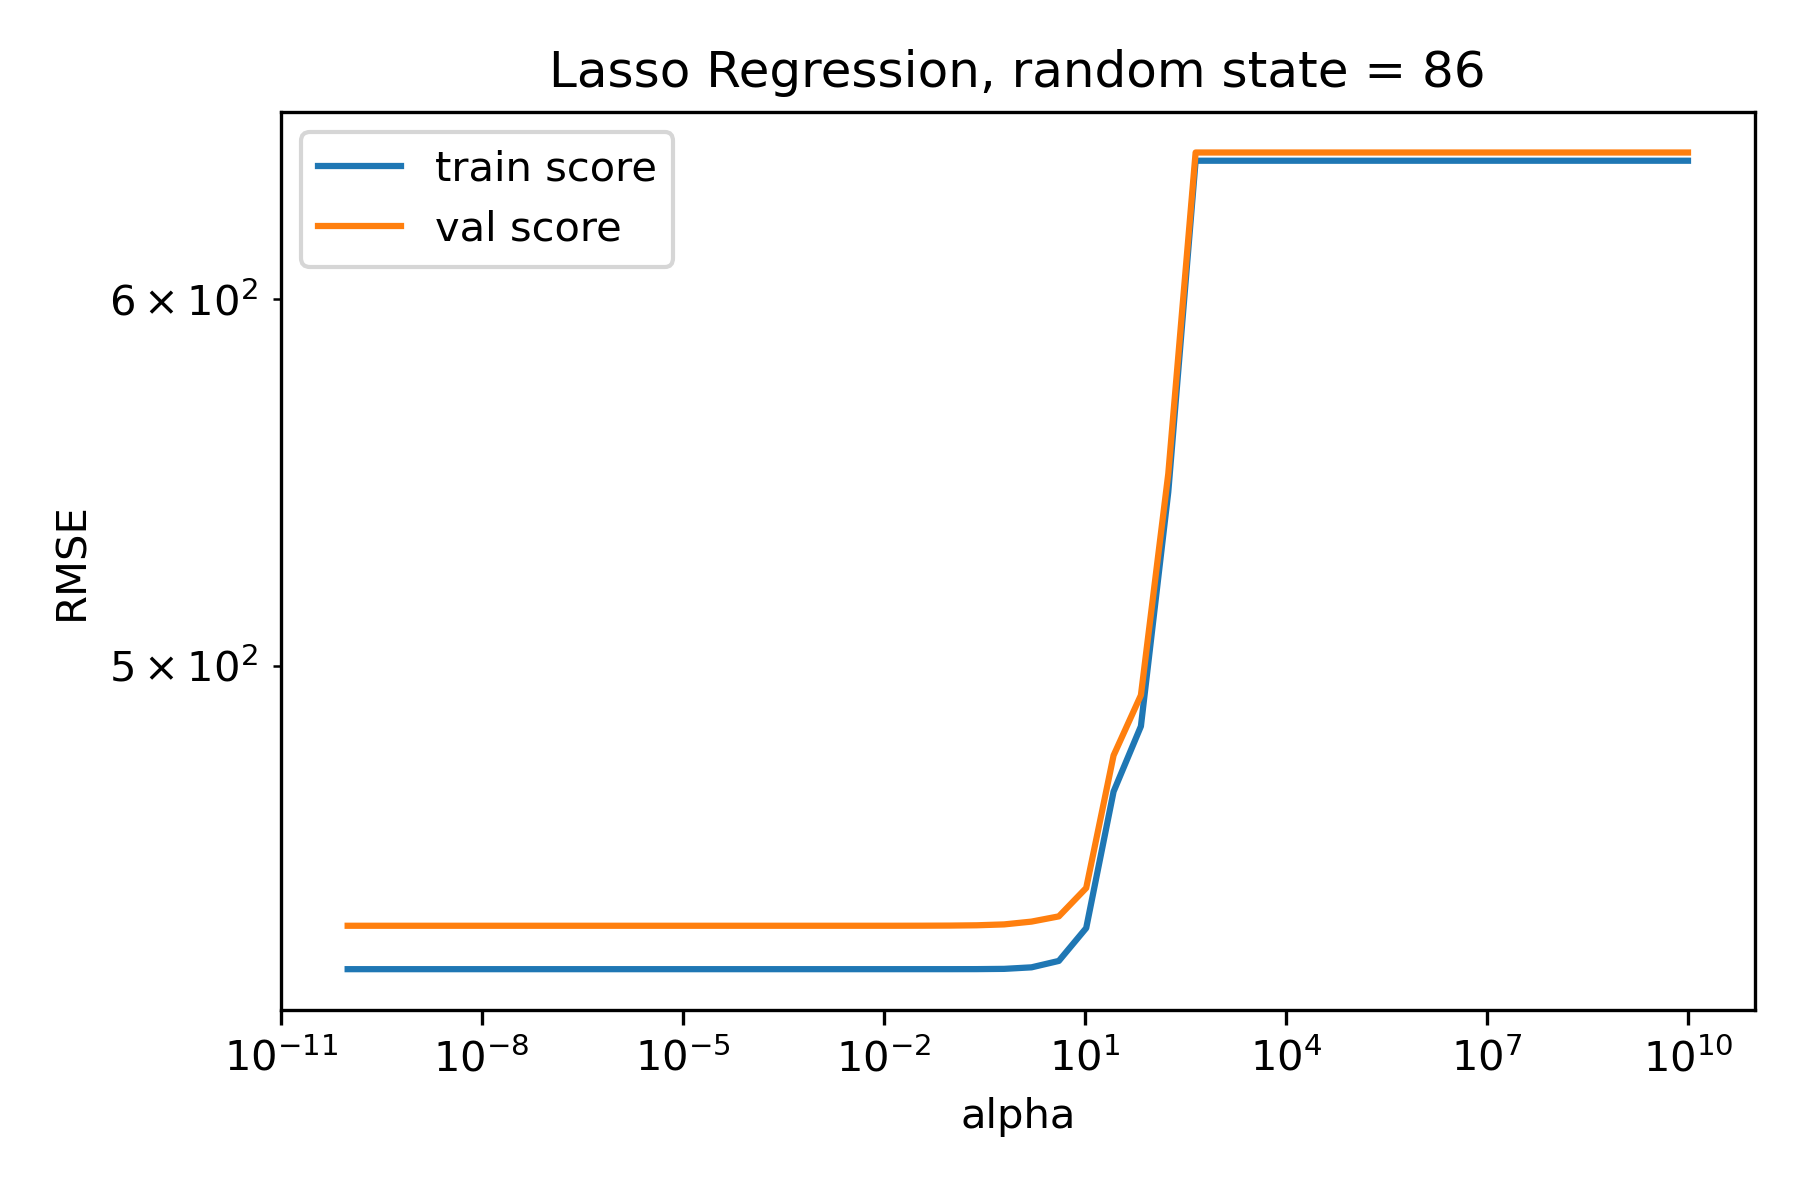 Lasso Regression, random state = 86
train score
val score
6 × 10²
5 × 10²
RMSE
10⁻¹¹ 10⁻⁸ 10⁻⁵ 10⁻² 10¹ 10⁴ 10⁷ 10¹⁰
alpha